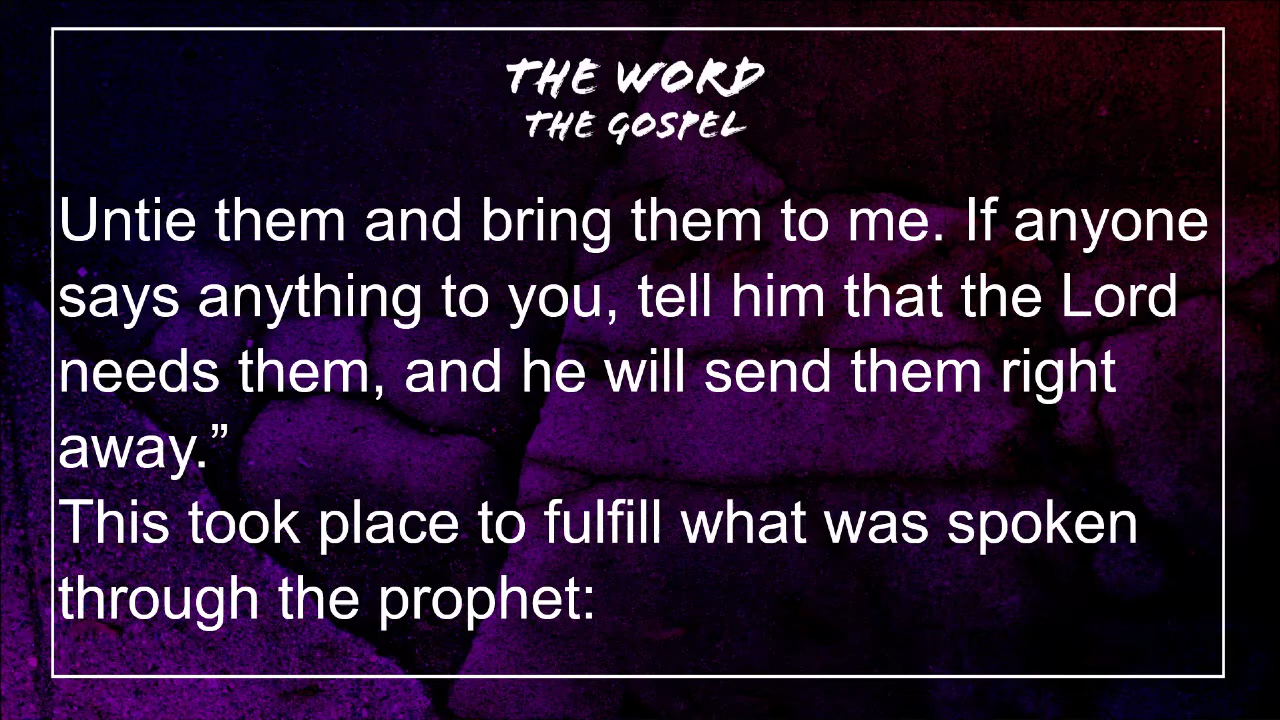 THE WORD
THE GOSPEL
Untie them and bring them to me. If anyone
says anything to you, tell him that the Lord
needs them, and he will send them right
away.”
This took place to fulfill what was spoken
through the prophet: